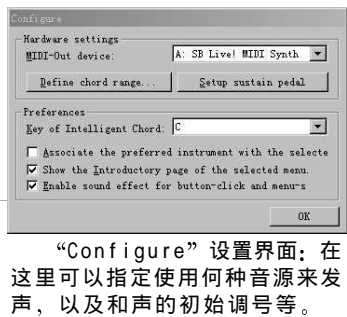 Configure
Hardware settings
MIDI-Out device: A: SB Live! MIDI Synth
Define chord range... Setup sustain pedal
Preferences
Key of Intelligent Chord: C
Associate the preferred instrument with the selecte
Show the Introductory page of the selected menu.
Enable sound effect for button-click and menu-s
OK
“Configure”设置界面：在
这里可以指定使用何种音源来发
声，以及和声的初始调号等。